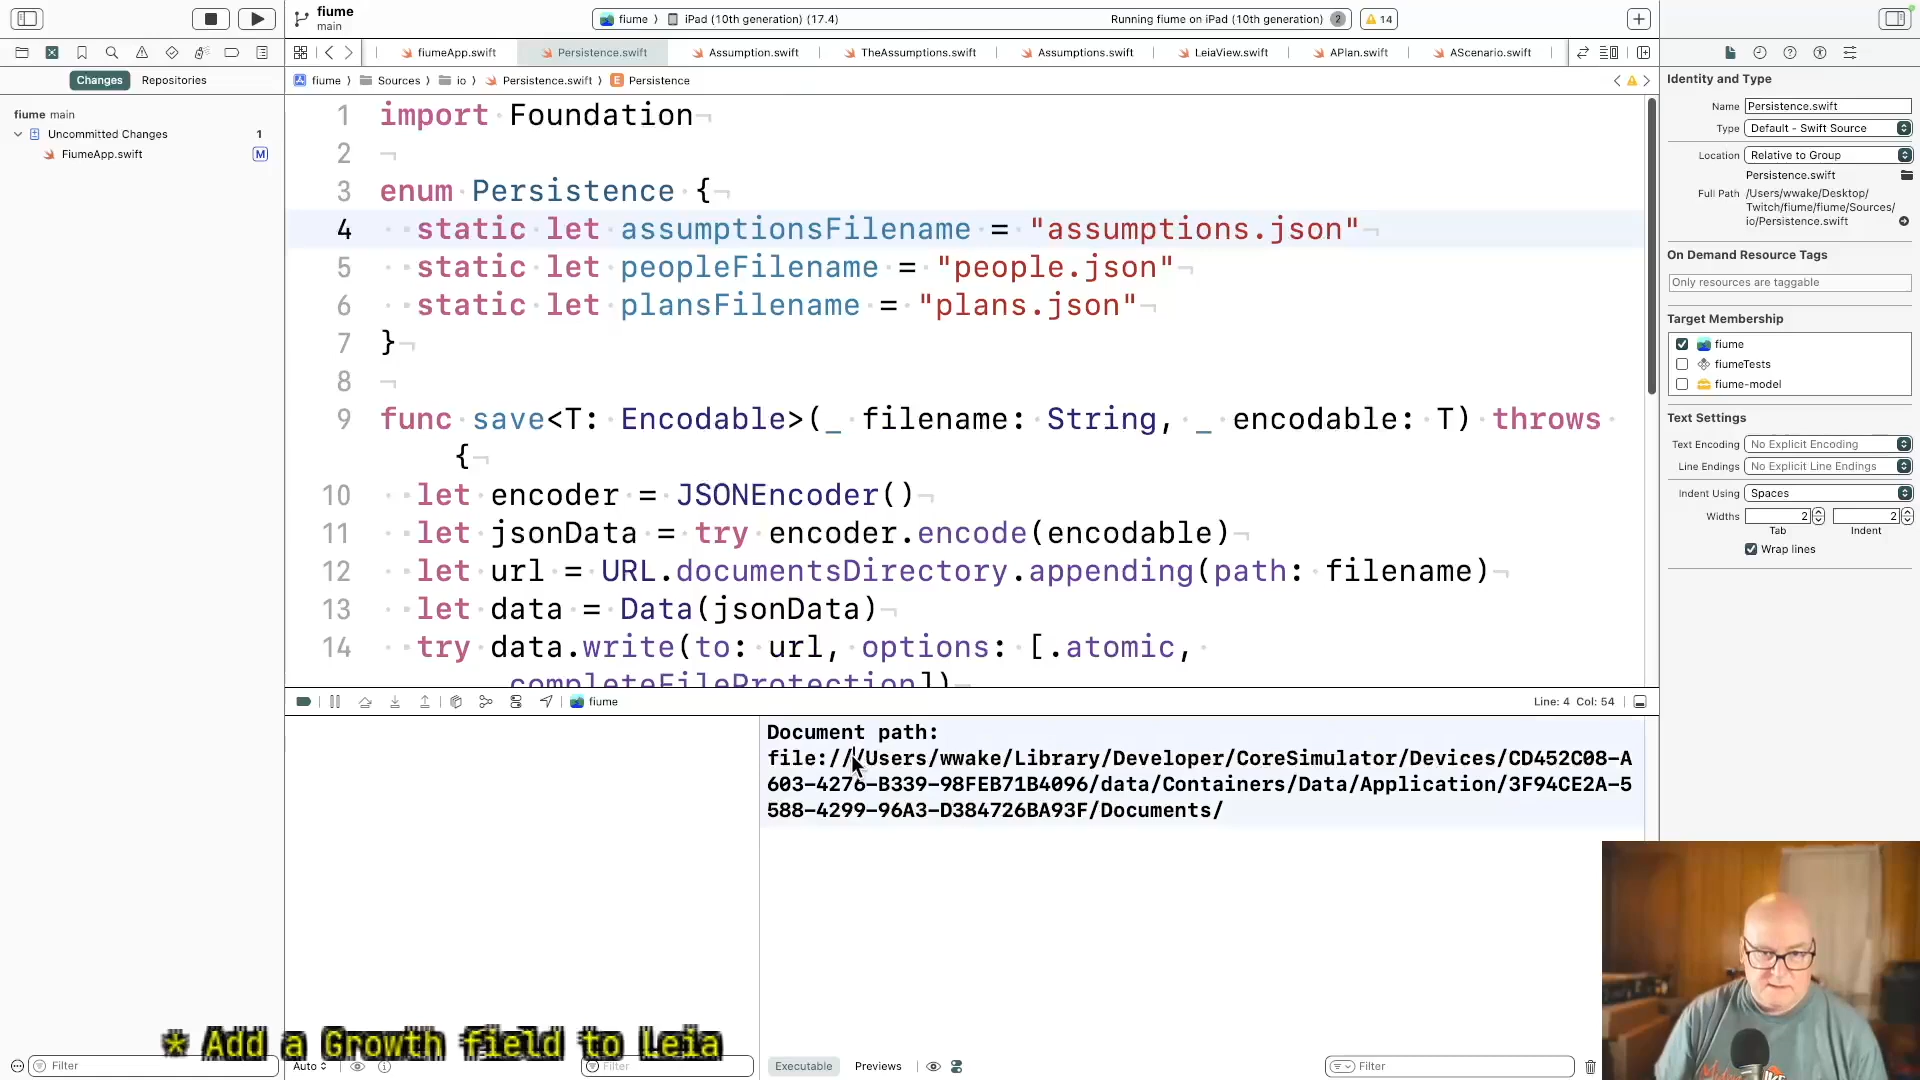 fiume
main
fiume
iPad (10th generation) (17.4)
Running fiume on iPad (10th generation)
2
14
fiumeApp.swift
Persistence.swift
Assumption.swift
TheAssumptions.swift
Assumptions.swift
LeiaView.swift
APlan.swift
AScenario.swift
Changes
Repositories
fiume
Sources
io
Persistence.swift
Persistence
fiume main
Uncommitted Changes 1
FiumeApp.swift M
1 import Foundation
2
3 enum Persistence {
4 static let assumptionsFilename = "assumptions.json"
5 static let peopleFilename = "people.json"
6 static let plansFilename = "plans.json"
7 }
8
9 func save<T: Encodable>(_ filename: String, _ encodable: T) throws
{
10 let encoder = JSONEncoder()
11 let jsonData = try encoder.encode(encodable)
12 let url = URL.documentsDirectory.appending(path: filename)
13 let data = Data(jsonData)
14 try data.write(to: url, options: [.atomic,
completeFileProtection])
fiume
Line: 4 Col: 54
Document path:
file:///Users/wwake/Library/Developer/CoreSimulator/Devices/CD452C08-A
603-4276-B339-98FEB71B4096/data/Containers/Data/Application/3F94CE2A-5
588-4299-96A3-D384726BA93F/Documents/
* Add a Growth field to Leia
Filter
Auto
Filter
Executable
Previews
Filter
Identity and Type
Name Persistence.swift
Type Default - Swift Source
Location Relative to Group
Persistence.swift
Full Path /Users/wwake/Desktop/
Twitch/fiume/fiume/Sources/
io/Persistence.swift
On Demand Resource Tags
Only resources are taggable
Target Membership
fiume
fiumeTests
fiume-model
Text Settings
Text Encoding No Explicit Encoding
Line Endings No Explicit Line Endings
Indent Using Spaces
Widths 2 2
Tab Indent
Wrap lines